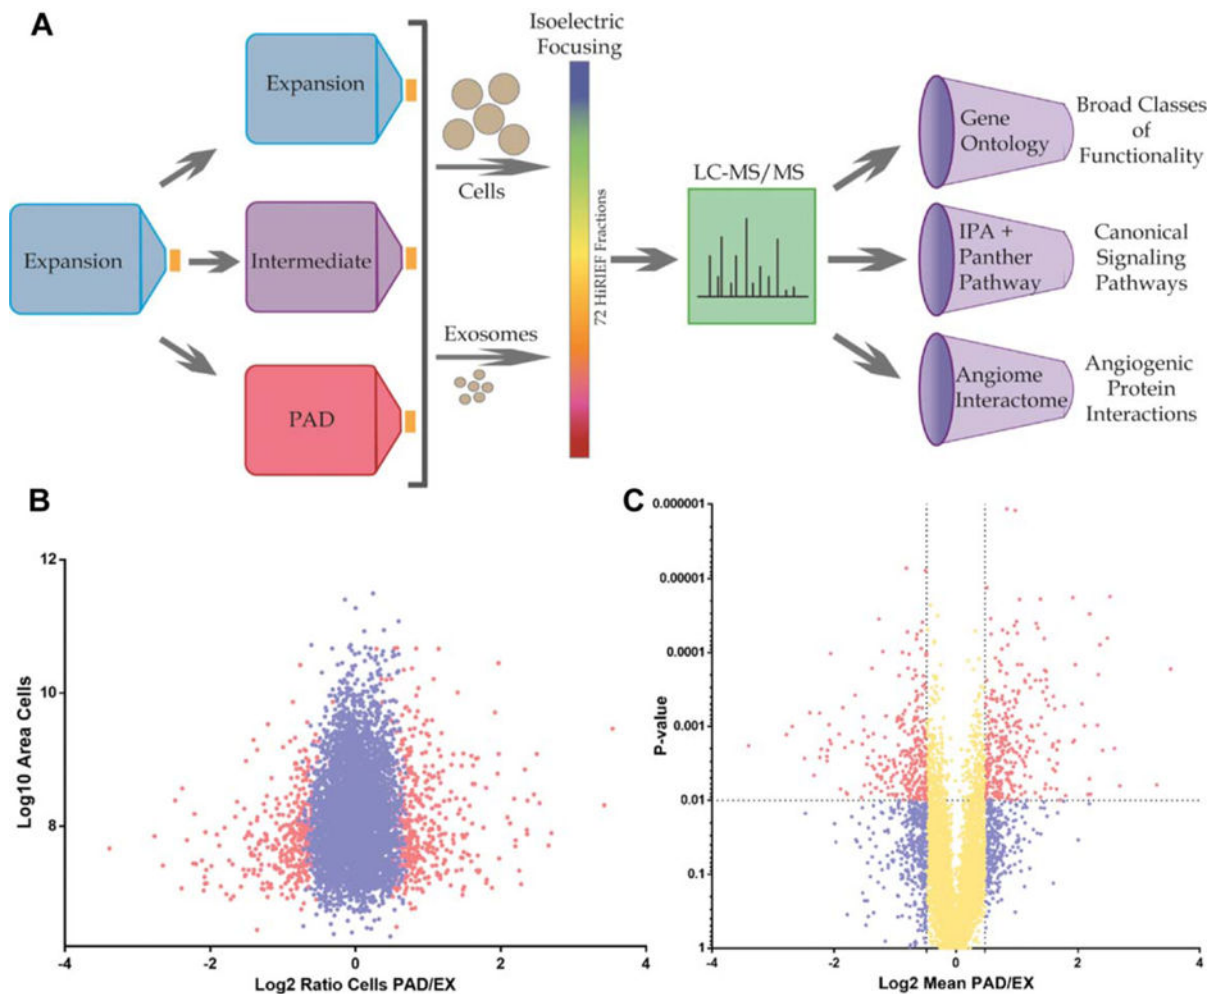 A
Isoelectric
Focusing
Expansion
Expansion
Intermediate
PAD
Cells
Exosomes
72 HiRIEF Fractions
LC-MS/MS
Gene
Ontology
Broad Classes
of
Functionality
IPA +
Panther
Pathway
Canonical
Signaling
Pathways
Angiome
Interactome
Angiogenic
Protein
Interactions
B
12
10
8
Log10 Area Cells
-4
-2
0
2
4
Log2 Ratio Cells PAD/EX
C
0.000001
0.00001
0.0001
0.001
0.01
0.1
1
P-value
-4
-2
0
2
4
Log2 Mean PAD/EX